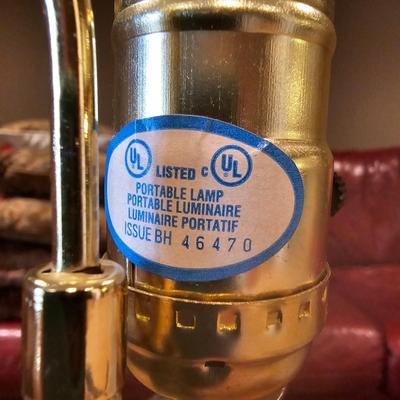 UL LISTED C UL
PORTABLE LAMP
PORTABLE LUMINAIRE
LUMINAIRE PORTATIF
ISSUE BH 46470